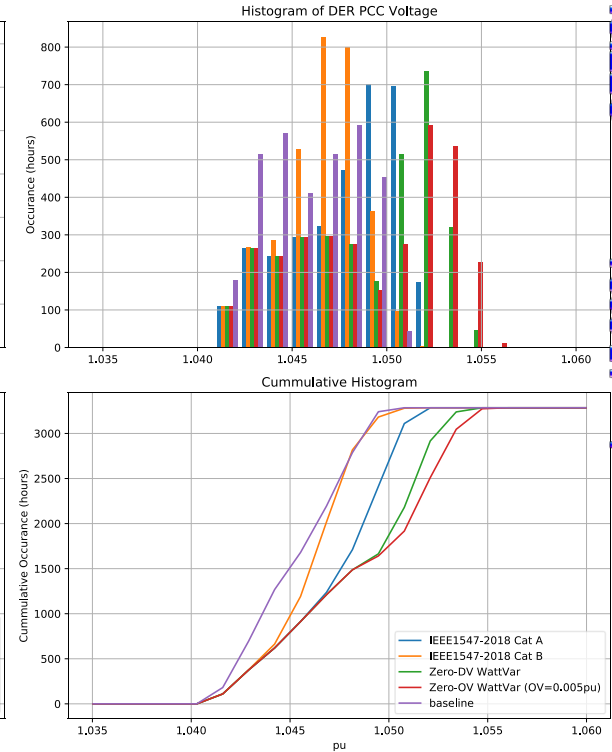 Histogram of DER PCC Voltage
Occurance (hours)
800
700
600
500
400
300
200
100
0
1.035 1.040 1.045 1.050 1.055 1.060
Cummulative Histogram
Cummulative Occurance (hours)
3000
2500
2000
1500
1000
500
0
IEEE1547-2018 Cat A
IEEE1547-2018 Cat B
Zero-DV WattVar
Zero-OV WattVar (OV=0.005pu)
baseline
1.035 1.040 1.045 1.050 1.055 1.060
pu